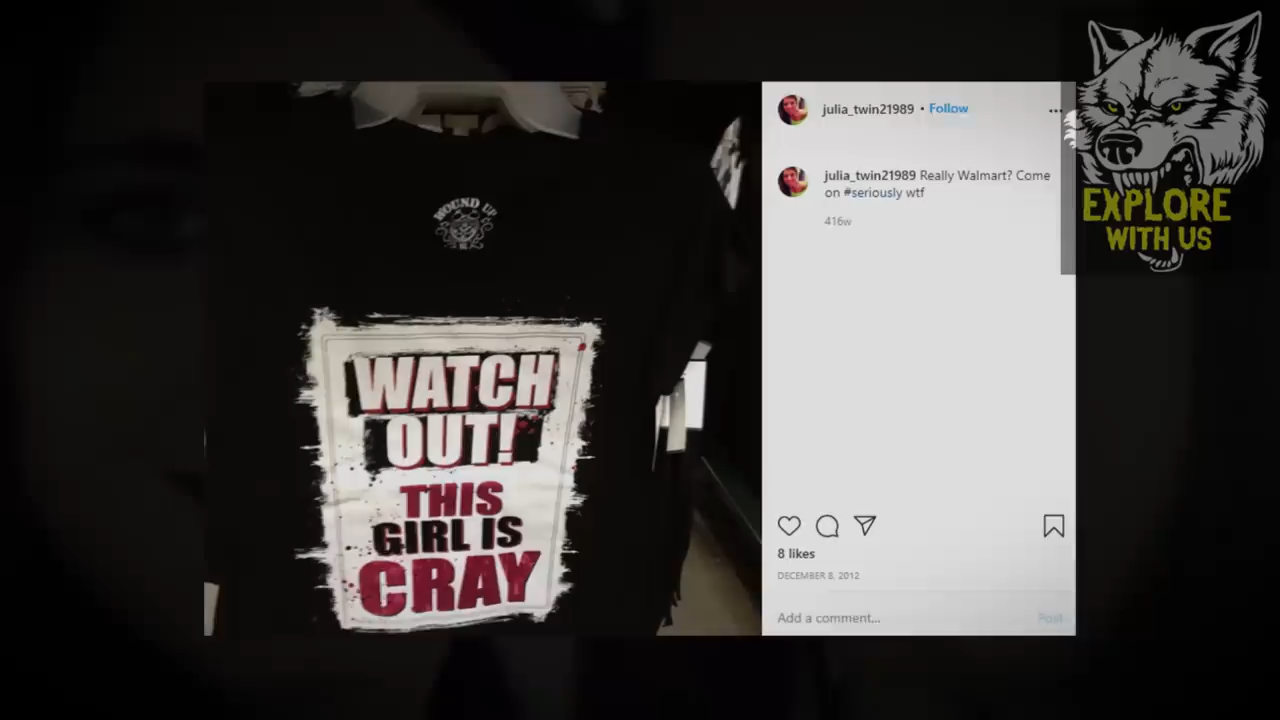 WOUND UP
WATCH
OUT!
THIS
GIRL IS
CRAY
julia_twin21989 • Follow
julia_twin21989 Really Walmart? Come
on #seriously wtf
416w
8 likes
DECEMBER 8, 2012
Add a comment...
Post
EXPLORE
WITH US